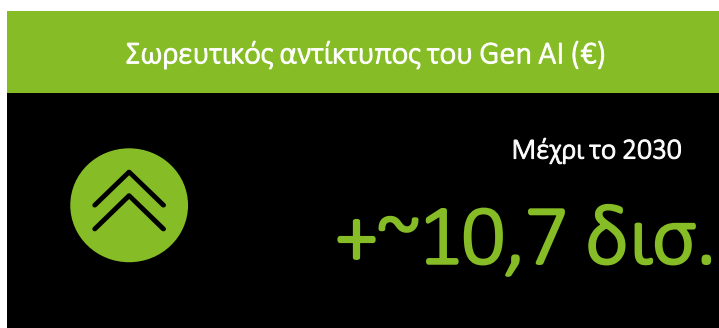 Σωρευτικός αντίκτυπος του Gen AI (€)
Μέχρι το 2030
+~10,7 δισ.